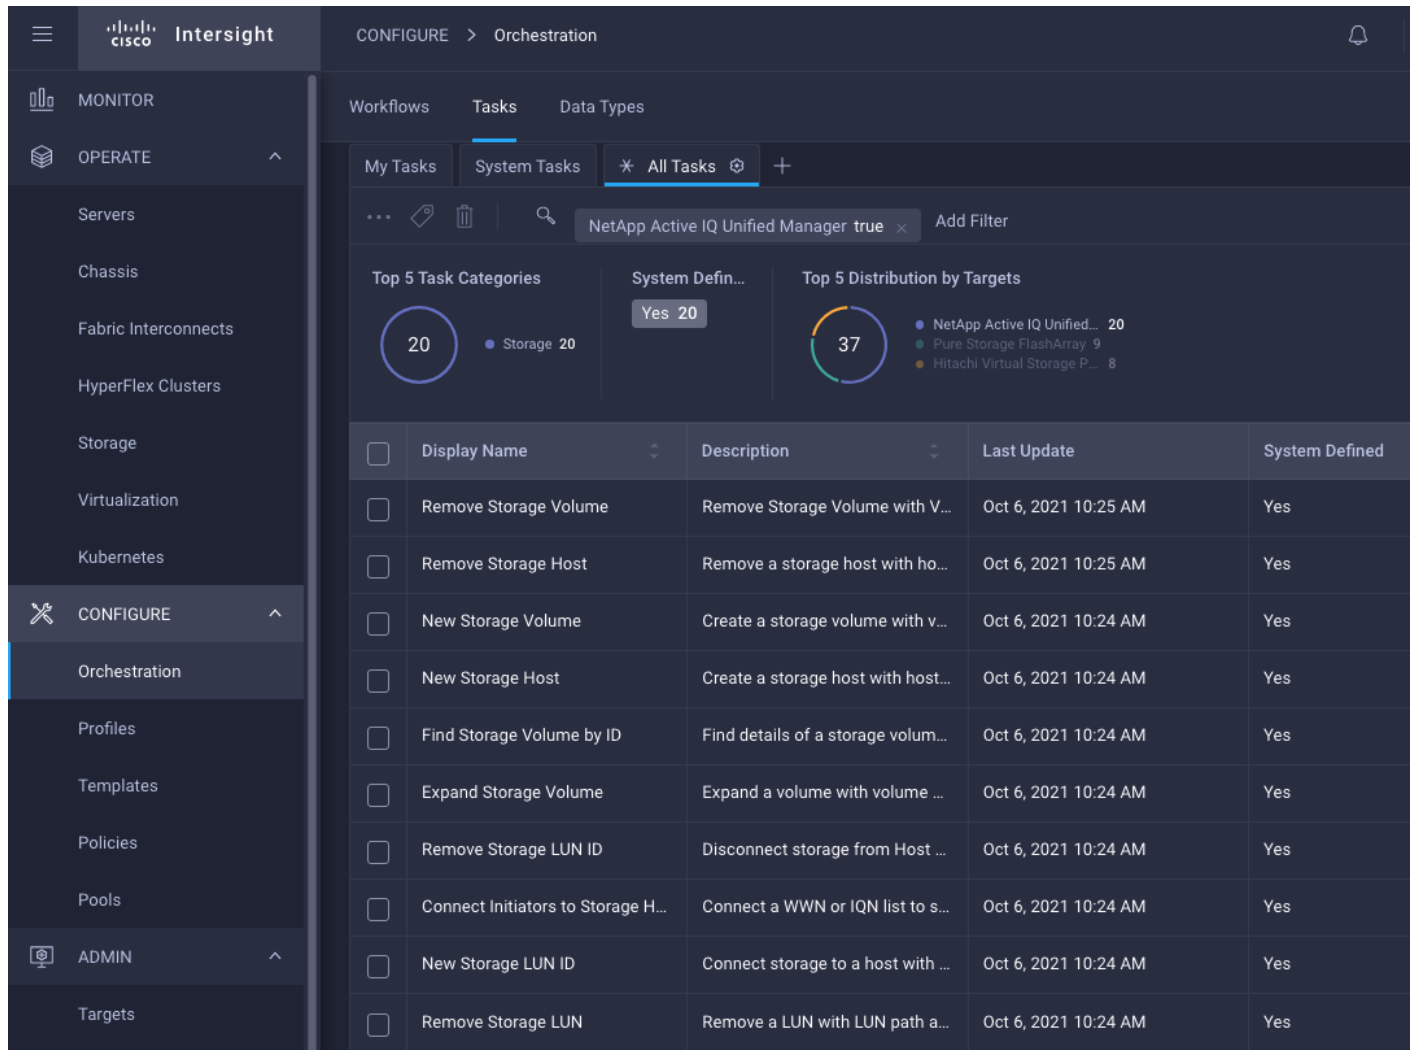 CISCO Intersight
CONFIGURE > Orchestration
MONITOR
OPERATE
Servers
Chassis
Fabric Interconnects
HyperFlex Clusters
Storage
Virtualization
Kubernetes
CONFIGURE
Orchestration
Profiles
Templates
Policies
Pools
ADMIN
Targets
Workflows Tasks Data Types
My Tasks System Tasks All Tasks
NetApp Active IQ Unified Manager true × Add Filter
Top 5 Task Categories
20
Storage 20
System Defin...
Yes 20
Top 5 Distribution by Targets
37
NetApp Active IQ Unified... 20
Pure Storage FlashArray 9
Hitachi Virtual Storage P... 8
Display Name Description Last Update System Defined
Remove Storage Volume Remove Storage Volume with V... Oct 6, 2021 10:25 AM Yes
Remove Storage Host Remove a storage host with ho... Oct 6, 2021 10:25 AM Yes
New Storage Volume Create a storage volume with v... Oct 6, 2021 10:24 AM Yes
New Storage Host Create a storage host with host... Oct 6, 2021 10:24 AM Yes
Find Storage Volume by ID Find details of a storage volum... Oct 6, 2021 10:24 AM Yes
Expand Storage Volume Expand a volume with volume ... Oct 6, 2021 10:24 AM Yes
Remove Storage LUN ID Disconnect storage from Host ... Oct 6, 2021 10:24 AM Yes
Connect Initiators to Storage H... Connect a WWN or IQN list to s... Oct 6, 2021 10:24 AM Yes
New Storage LUN ID Connect storage to a host with ... Oct 6, 2021 10:24 AM Yes
Remove Storage LUN Remove a LUN with LUN path a... Oct 6, 2021 10:24 AM Yes